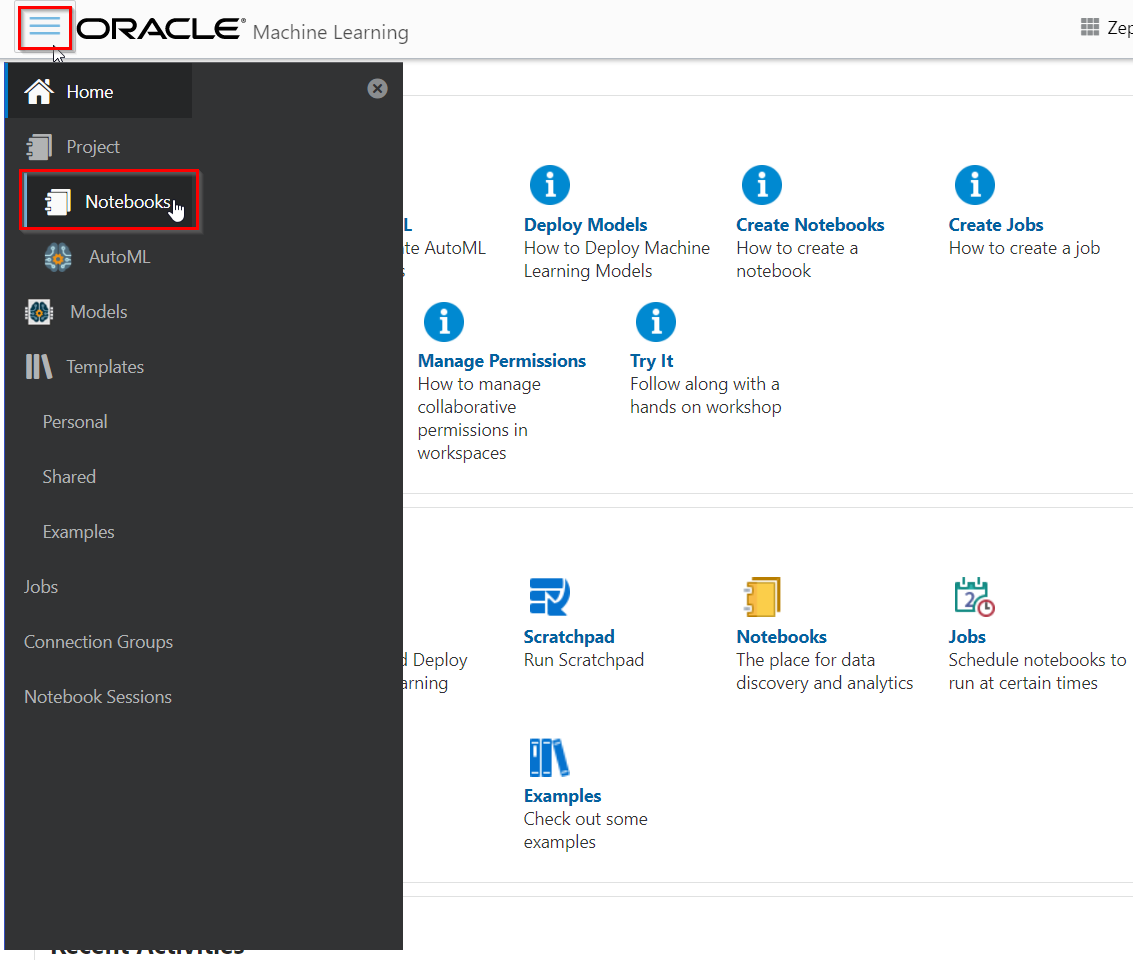 ORACLE® Machine Learning
Home
Project
Notebooks
AutoML
Models
Templates
Personal
Shared
Examples
Jobs
Connection Groups
Notebook Sessions
AutoML
Deploy Models
How to Deploy Machine
Learning Models
Create Notebooks
How to create a
notebook
Create Jobs
How to create a job
Manage Permissions
How to manage
collaborative
permissions in
workspaces
Try It
Follow along with a
hands on workshop
Deploy
Scratchpad
Run Scratchpad
Notebooks
The place for data
discovery and analytics
Jobs
Schedule notebooks to
run at certain times
Examples
Check out some
examples
Recent Activities